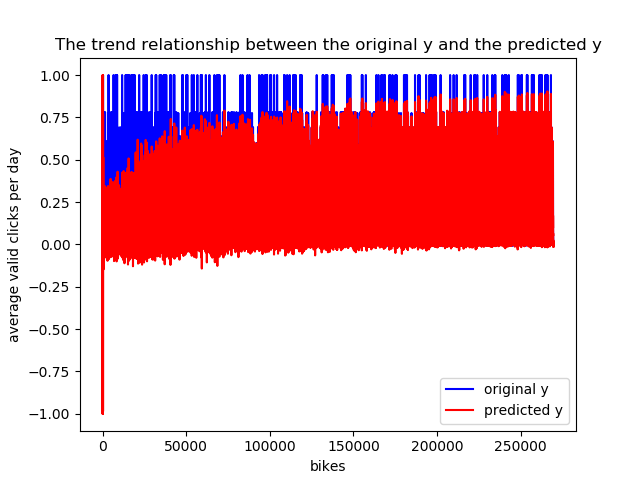 The trend relationship between the original y and the predicted y
1.00
0.75
0.50
0.25
0.00
−0.25
−0.50
−0.75
−1.00
average valid clicks per day
original y
predicted y
0 50000 100000 150000 200000 250000
bikes